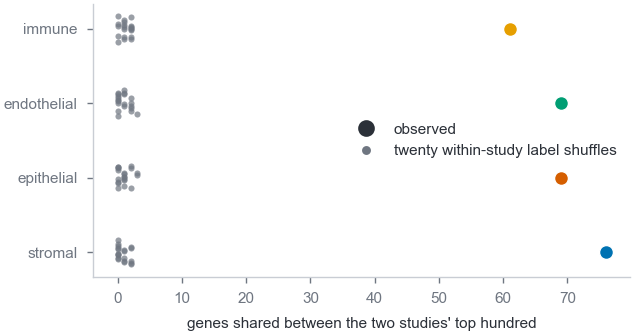 immune
endothelial
observed
twenty within-study label shuffles
epithelial
stromal
0 10 20 30 40 50 60 70
genes shared between the two studies' top hundred